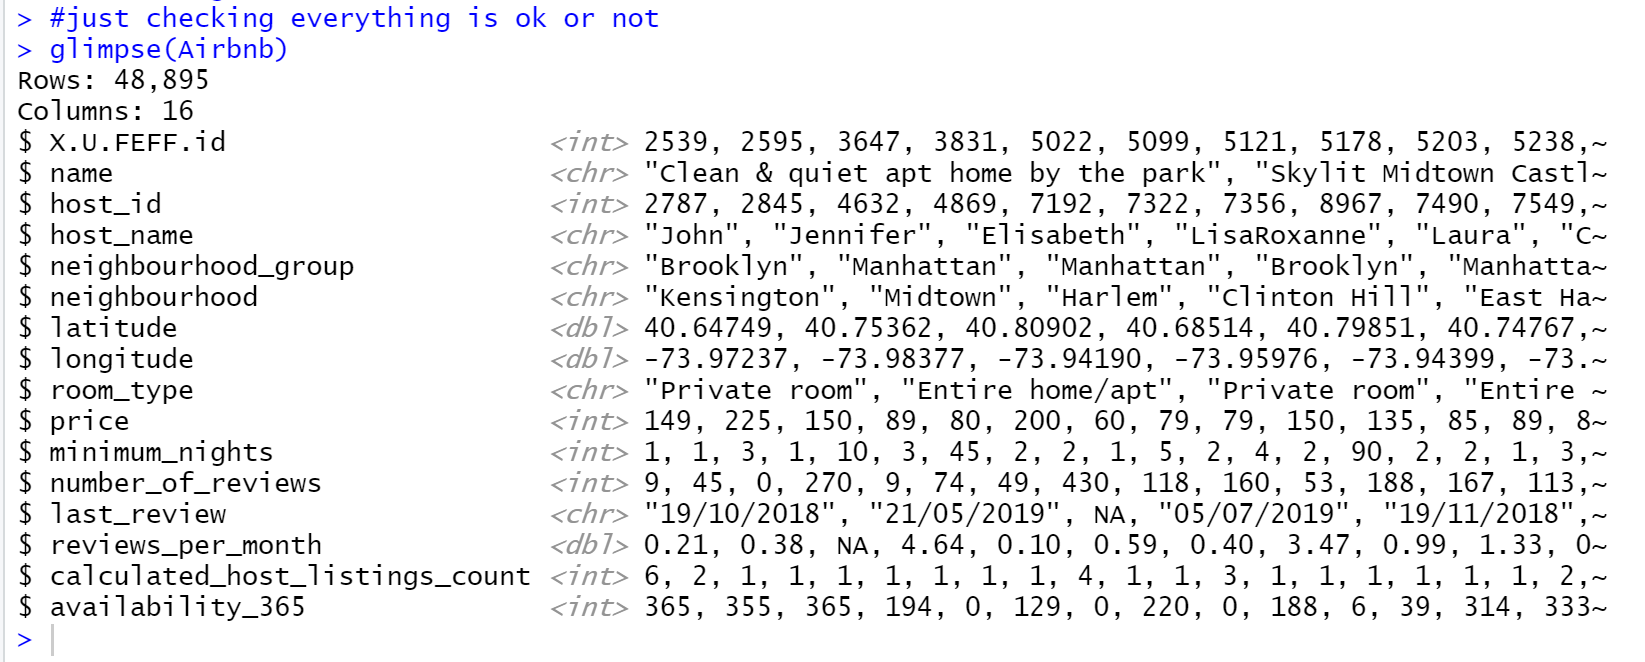 > #just checking everything is ok or not
> glimpse(Airbnb)
Rows: 48,895
Columns: 16
$ X.U.FEFF.id                    <int> 2539, 2595, 3647, 3831, 5022, 5099, 5121, 5178, 5203, 5238,~
$ name                           <chr> "Clean & quiet apt home by the park", "Skylit Midtown Castl~
$ host_id                        <int> 2787, 2845, 4632, 4869, 7192, 7322, 7356, 8967, 7490, 7549,~
$ host_name                      <chr> "John", "Jennifer", "Elisabeth", "LisaRoxanne", "Laura", "C~
$ neighbourhood_group            <chr> "Brooklyn", "Manhattan", "Manhattan", "Brooklyn", "Manhatta~
$ neighbourhood                  <chr> "Kensington", "Midtown", "Harlem", "Clinton Hill", "East Ha~
$ latitude                       <dbl> 40.64749, 40.75362, 40.80902, 40.68514, 40.79851, 40.74767,~
$ longitude                      <dbl> -73.97237, -73.98377, -73.94190, -73.95976, -73.94399, -73.~
$ room_type                      <chr> "Private room", "Entire home/apt", "Private room", "Entire ~
$ price                          <int> 149, 225, 150, 89, 80, 200, 60, 79, 79, 150, 135, 85, 89, 8~
$ minimum_nights                 <int> 1, 1, 3, 1, 10, 3, 45, 2, 2, 1, 5, 2, 4, 2, 90, 2, 2, 1, 3,~
$ number_of_reviews              <int> 9, 45, 0, 270, 9, 74, 49, 430, 118, 160, 53, 188, 167, 113,~
$ last_review                    <chr> "19/10/2018", "21/05/2019", NA, "05/07/2019", "19/11/2018",~
$ reviews_per_month              <dbl> 0.21, 0.38, NA, 4.64, 0.10, 0.59, 0.40, 3.47, 0.99, 1.33, 0~
$ calculated_host_listings_count <int> 6, 2, 1, 1, 1, 1, 1, 1, 1, 4, 1, 1, 3, 1, 1, 1, 1, 1, 1, 2,~
$ availability_365               <int> 365, 355, 365, 194, 0, 129, 0, 220, 0, 188, 6, 39, 314, 333~
>